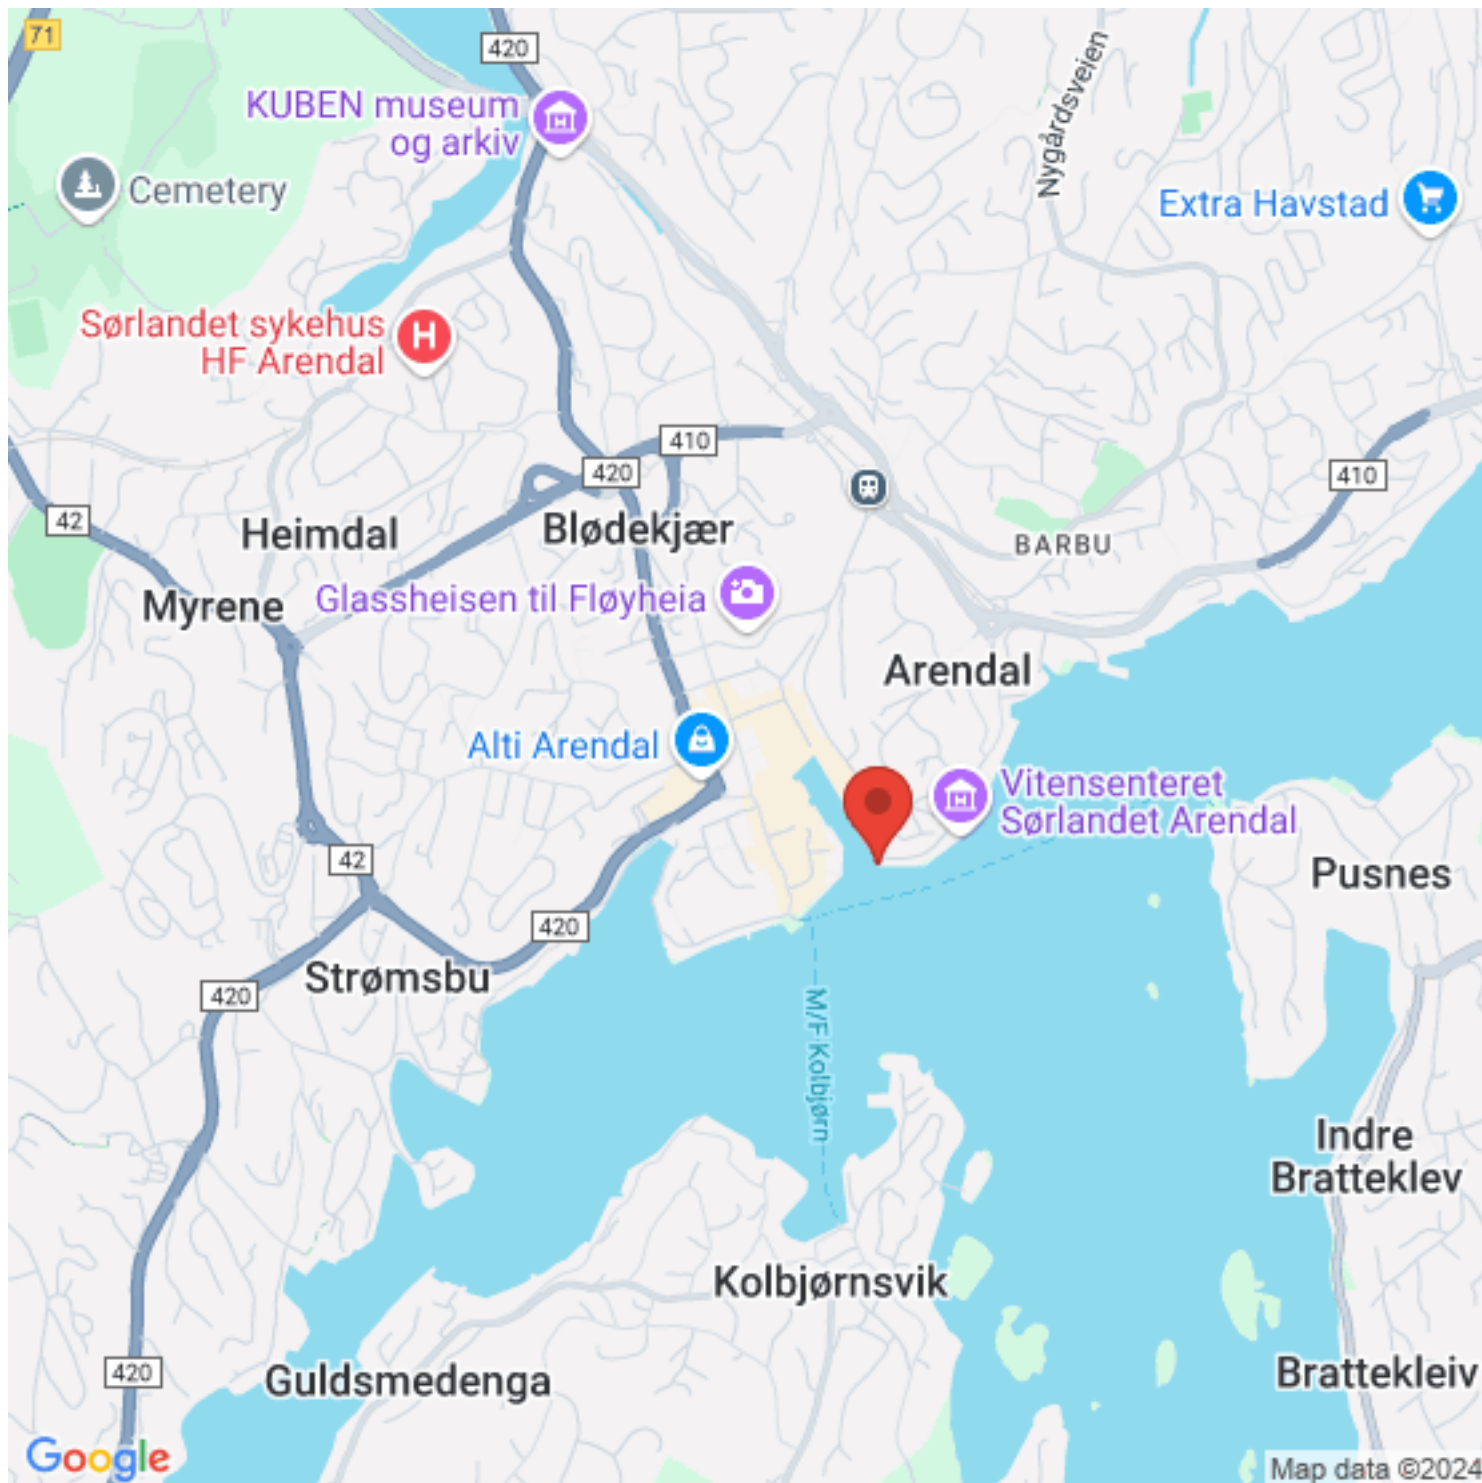 71
420
KUBEN museum
og arkiv
Nygårdsveien
Cemetery
Extra Havstad
Sørlandet sykehus
HF Arendal
410
420
410
42
Heimdal
Blødekjær
BARBU
Myrene
Glassheisen til Fløyheia
Arendal
Alti Arendal
Vitensenteret
Sørlandet Arendal
42
Pusnes
420
Strømsbu
420
M/F Kolbjørn
Indre
Bratteklev
Kolbjørnsvik
420
Guldsmedenga
Brattekleiv
Google
Map data ©2024